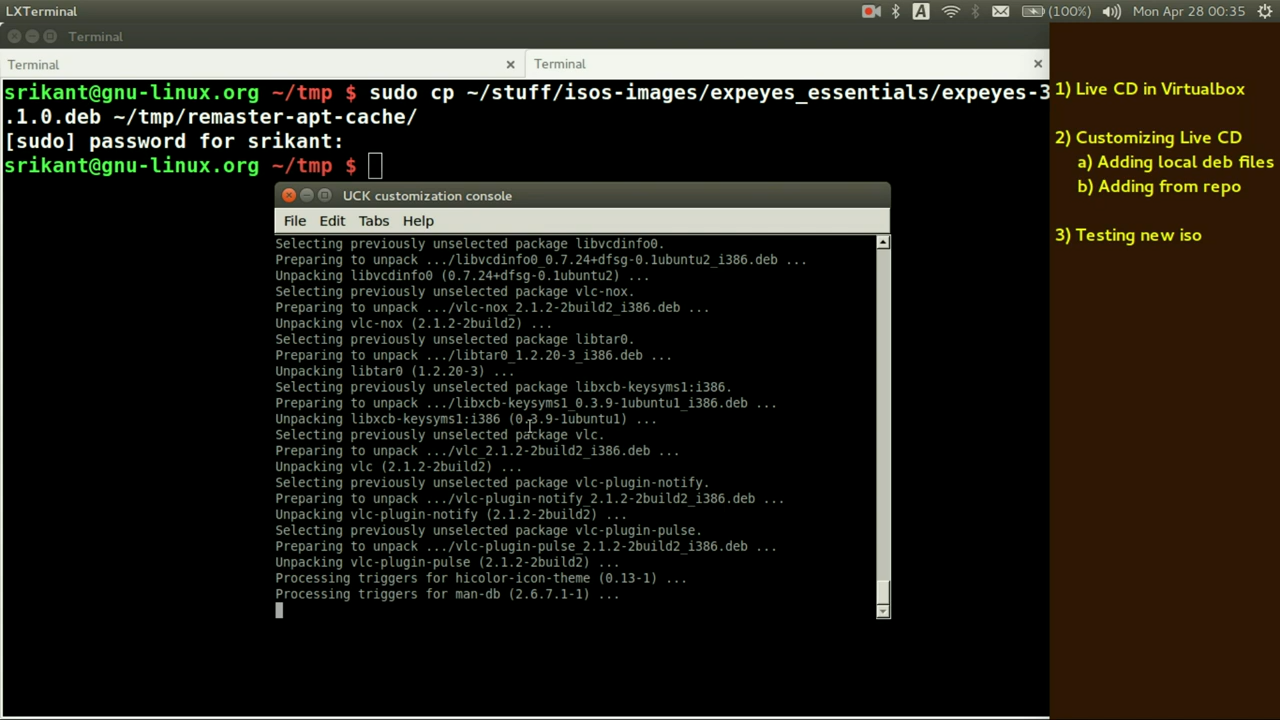 LXTerminal
A
(100%)
Mon Apr 28 00:35
Terminal
Terminal
Terminal
srikant@gnu-linux.org ~/tmp $ sudo cp ~/stuff/isos-images/expeyes_essentials/expeyes-3
.1.0.deb ~/tmp/remaster-apt-cache/
[sudo] password for srikant:
srikant@gnu-linux.org ~/tmp $
UCK customization console
File Edit Tabs Help
Selecting previously unselected package libvcdinfo0.
Preparing to unpack .../libvcdinfo0_0.7.24+dfsg-0.1ubuntu2_i386.deb ...
Unpacking libvcdinfo0 (0.7.24+dfsg-0.1ubuntu2) ...
Selecting previously unselected package vlc-nox.
Preparing to unpack .../vlc-nox_2.1.2-2build2_i386.deb ...
Unpacking vlc-nox (2.1.2-2build2) ...
Selecting previously unselected package libtar0.
Preparing to unpack .../libtar0_1.2.20-3_i386.deb ...
Unpacking libtar0 (1.2.20-3) ...
Selecting previously unselected package libxcb-keysyms1:i386.
Preparing to unpack .../libxcb-keysyms1_0.3.9-1ubuntu1_i386.deb ...
Unpacking libxcb-keysyms1:i386 (0.3.9-1ubuntu1) ...
Selecting previously unselected package vlc.
Preparing to unpack .../vlc_2.1.2-2build2_i386.deb ...
Unpacking vlc (2.1.2-2build2) ...
Selecting previously unselected package vlc-plugin-notify.
Preparing to unpack .../vlc-plugin-notify_2.1.2-2build2_i386.deb ...
Unpacking vlc-plugin-notify (2.1.2-2build2) ...
Selecting previously unselected package vlc-plugin-pulse.
Preparing to unpack .../vlc-plugin-pulse_2.1.2-2build2_i386.deb ...
Unpacking vlc-plugin-pulse (2.1.2-2build2) ...
Processing triggers for hicolor-icon-theme (0.13-1) ...
Processing triggers for man-db (2.6.7.1-1) ...
1) Live CD in Virtualbox
2) Customizing Live CD
a) Adding local deb files
b) Adding from repo
3) Testing new iso